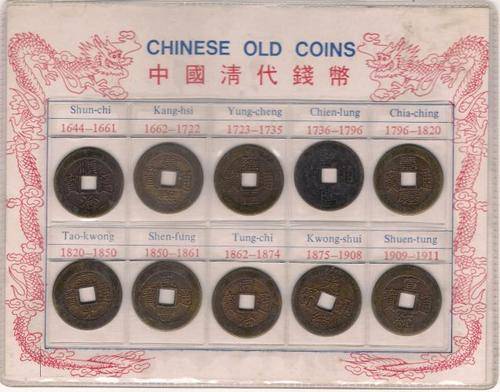 CHINESE OLD COINS
中國清代錢幣
Shun-chi Kang-hsi Yung-cheng Chien-lung Chia-ching
1644–1661 1662–1722 1723–1735 1736–1796 1796–1820
Tao-kwong Shen-fung Tung-chi Kwong-shui Shuen-tung
1820–1850 1850–1861 1862–1874 1875–1908 1909–1911